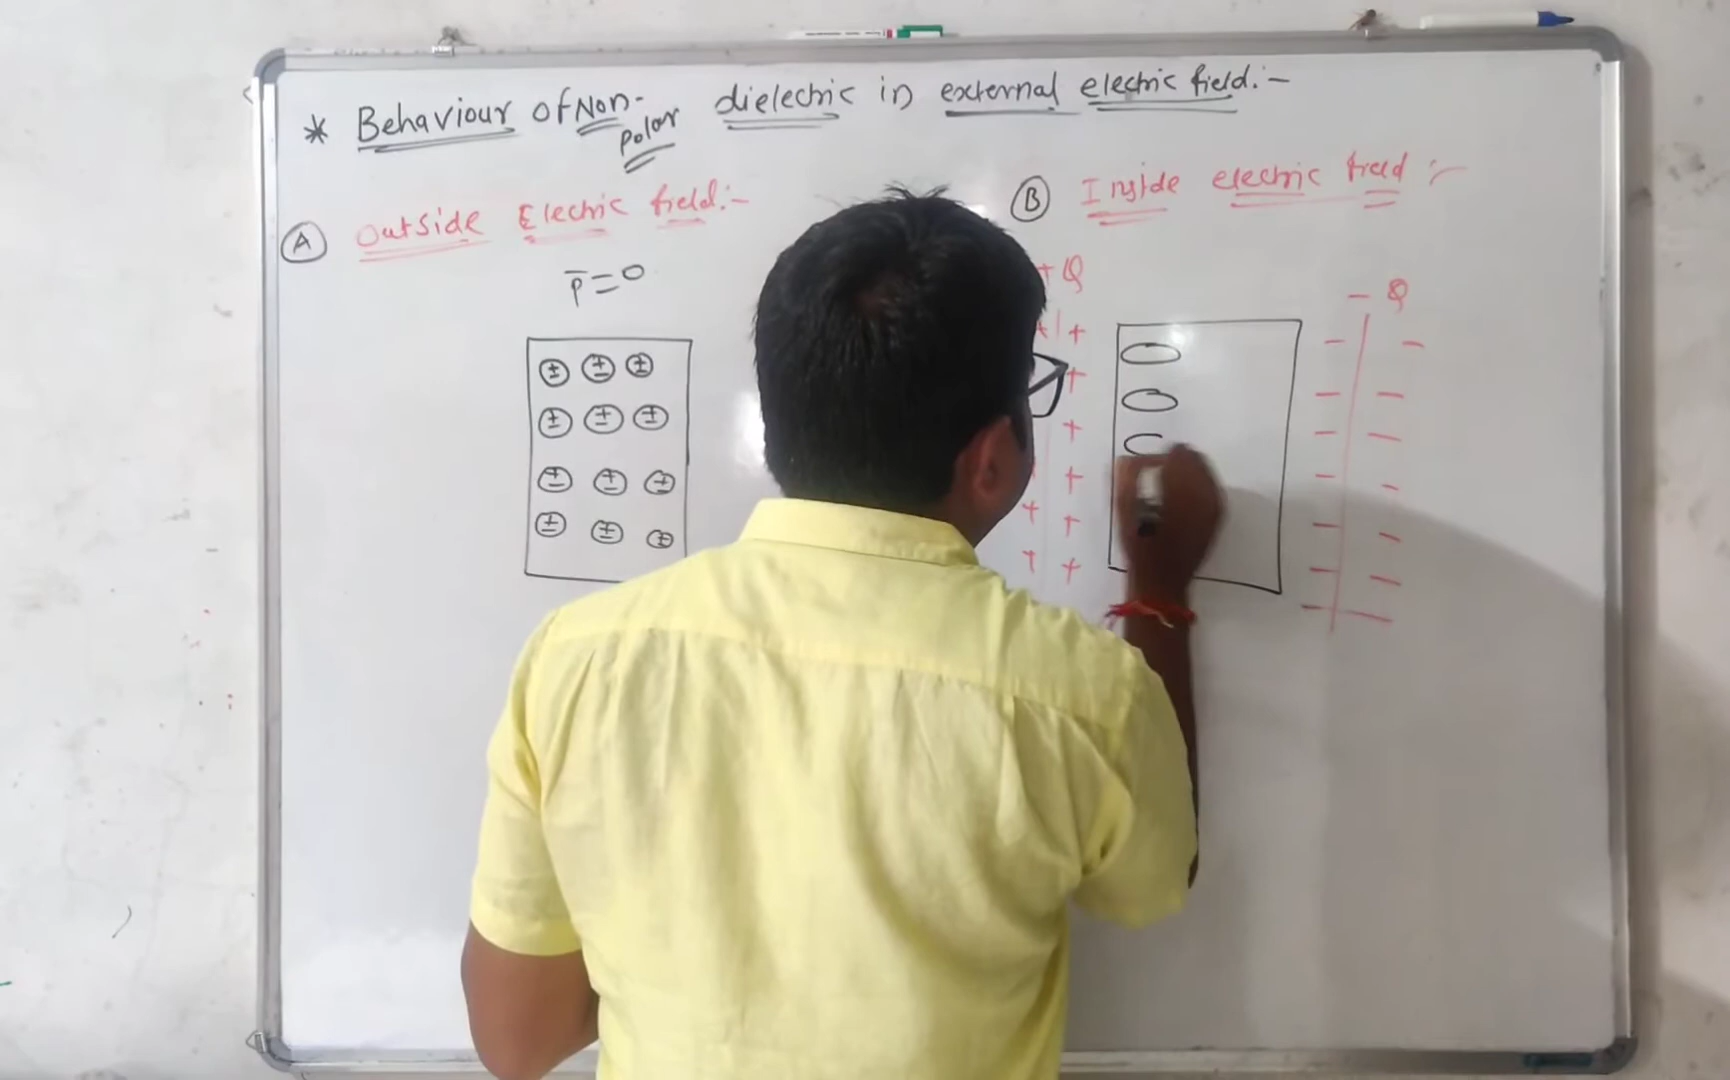 * Behaviour of Non-polar dielectric in external electric field:-
(A) Outside Electric field:-
(B) Inside electric field:-
p̅ = 0
+Q
- Q
± ± ±
± ± ±
± ± ±
± ± ±
+ +
+
+
+
+ +
+ +
- -
- -
- -
- -
- -
- -
- -